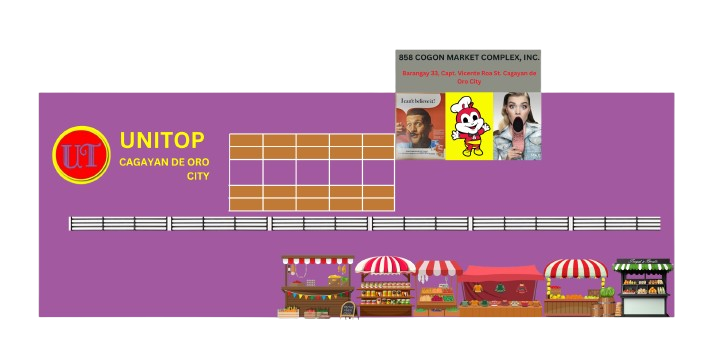 858 COGON MARKET COMPLEX, INC.
Barangay 33, Capt. Vicente Roa St, Cagayan de
Oro City
I can't believe it!
UT
UNITOP
CAGAYAN DE ORO
CITY